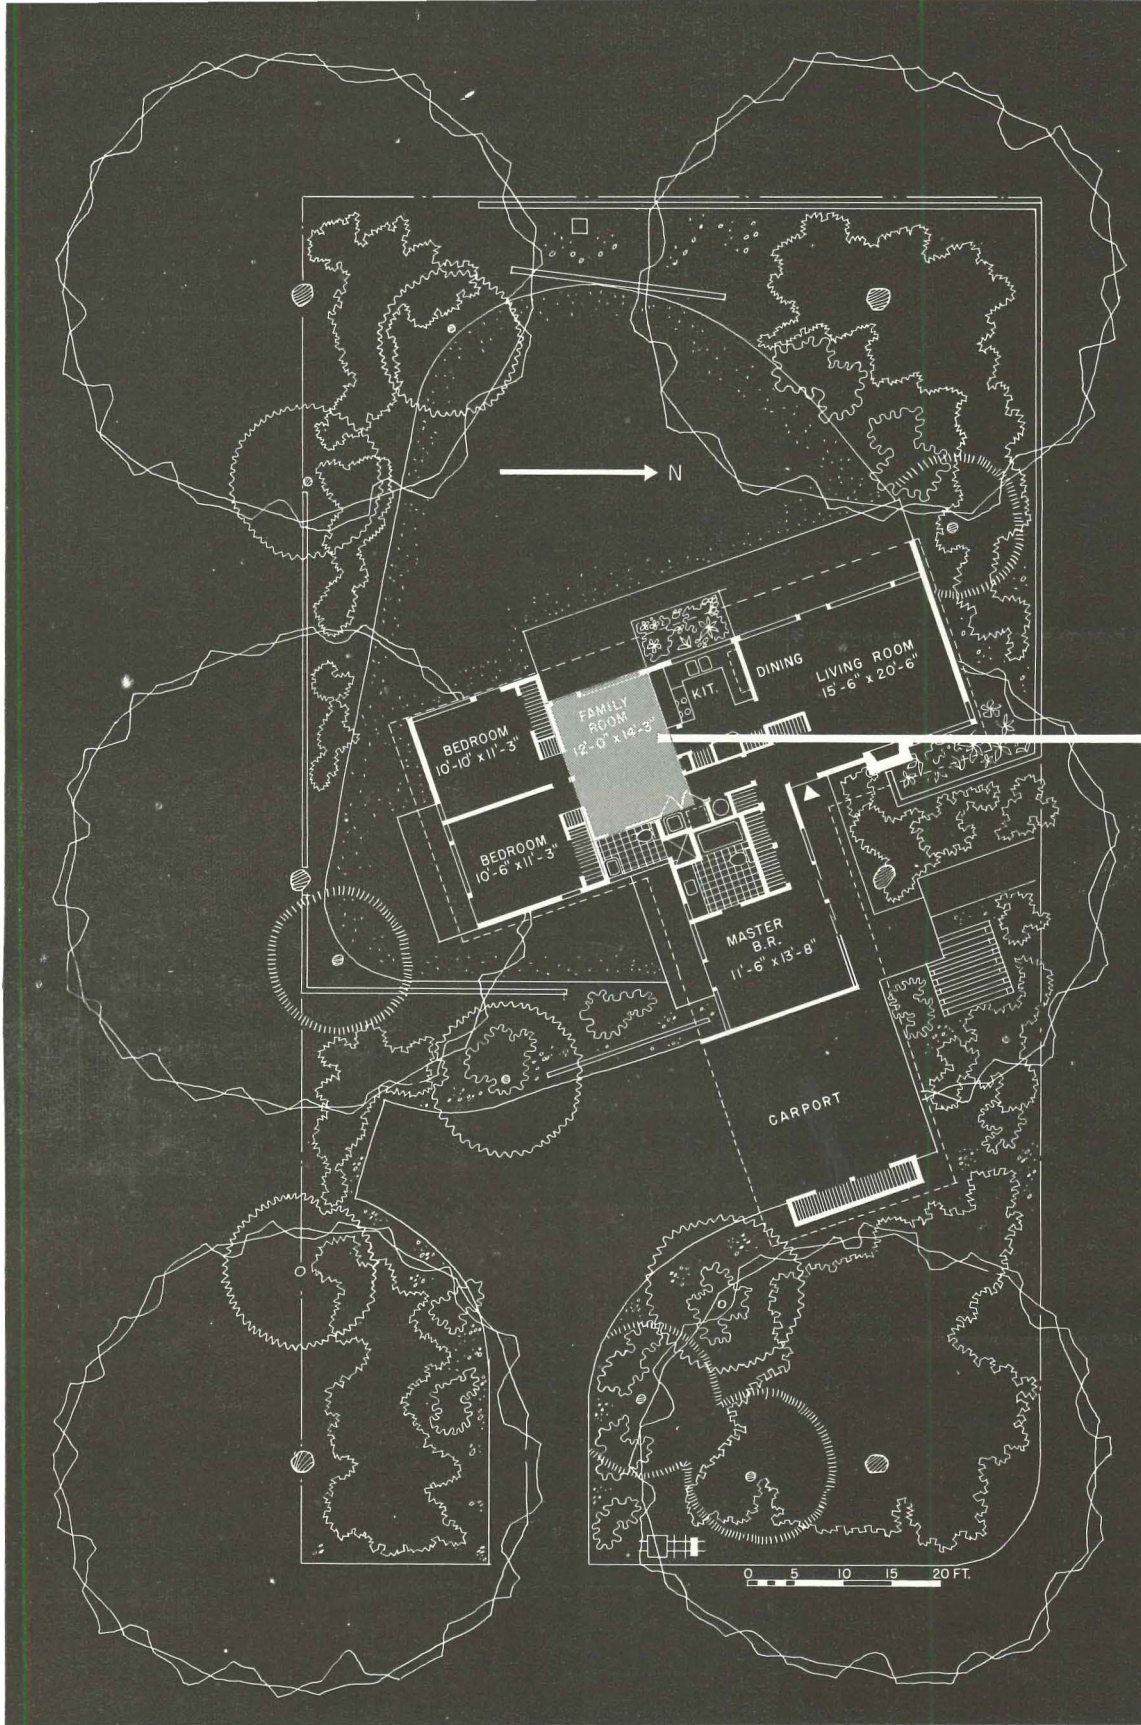 N
DINING
LIVING ROOM
15'-6" x 20'-6"
KIT.
FAMILY
ROOM
12'-0" x 14'-3"
BEDROOM
10'-10" x 11'-3"
BEDROOM
10'-6" x 11'-3"
MASTER
B.R.
11'-6" x 13'-8"
CARPORT
0 5 10 15 20 FT.